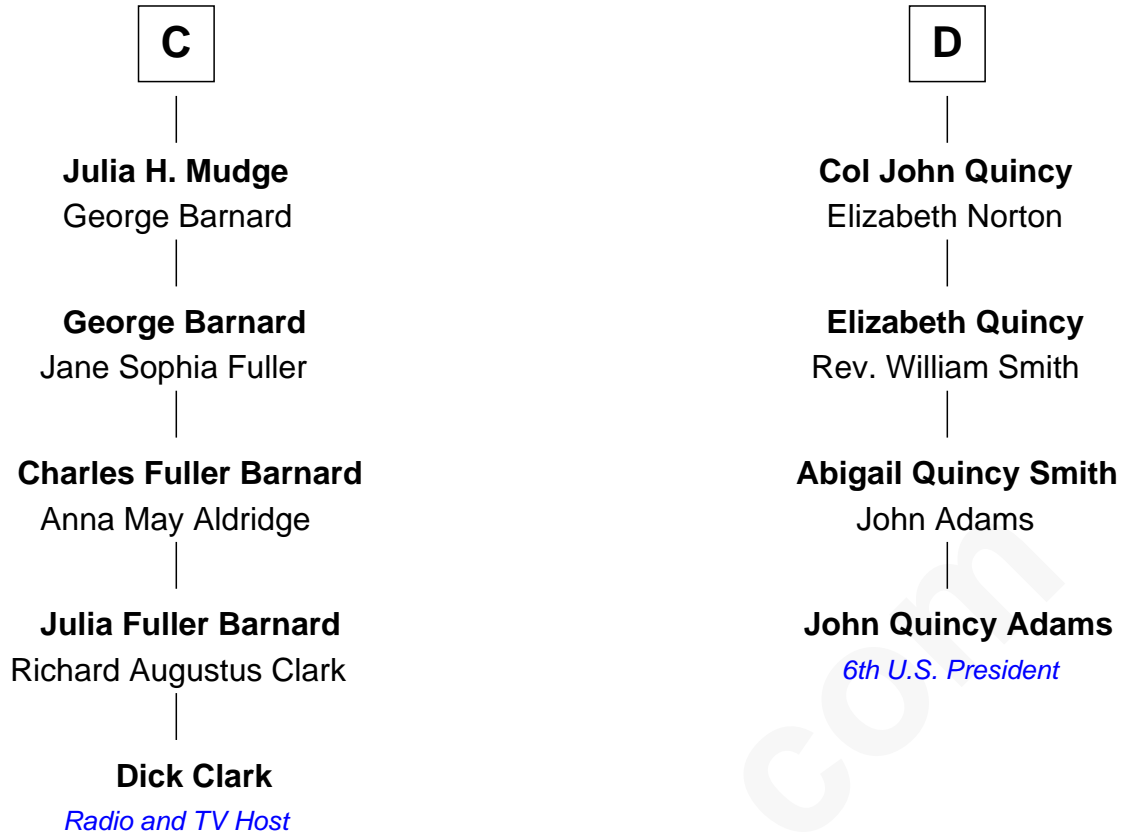 C
Julia H. Mudge
George Barnard
George Barnard
Jane Sophia Fuller
Charles Fuller Barnard
Anna May Aldridge
Julia Fuller Barnard
Richard Augustus Clark
Dick Clark
Radio and TV Host
D
Col John Quincy
Elizabeth Norton
Elizabeth Quincy
Rev. William Smith
Abigail Quincy Smith
John Adams
John Quincy Adams
6th U.S. President
com